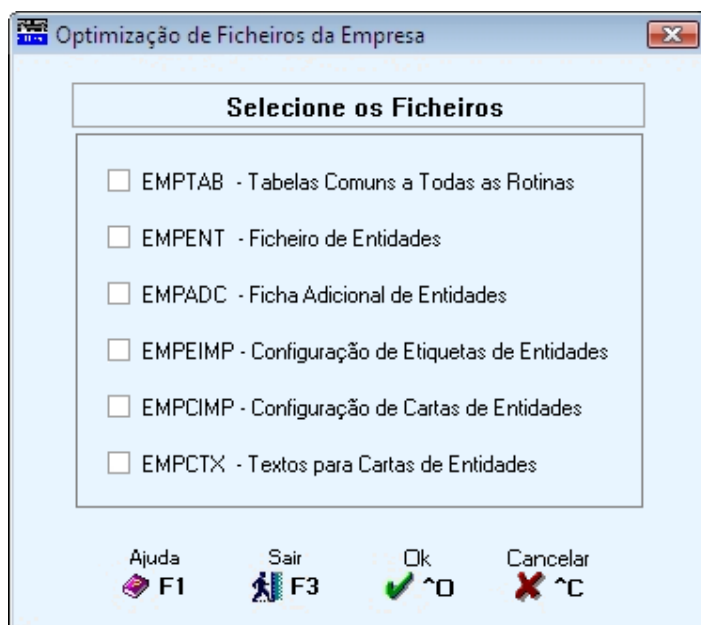 Optimização de Ficheiros da Empresa
Selecione os Ficheiros
EMPTAB - Tabelas Comuns a Todas as Rotinas
EMPENT - Ficheiro de Entidades
EMPADC - Ficha Adicional de Entidades
EMPEIMP - Configuração de Etiquetas de Entidades
EMPCIMP - Configuração de Cartas de Entidades
EMPCTX - Textos para Cartas de Entidades
Ajuda Sair Ok Cancelar
F1 F3 ^O ^C